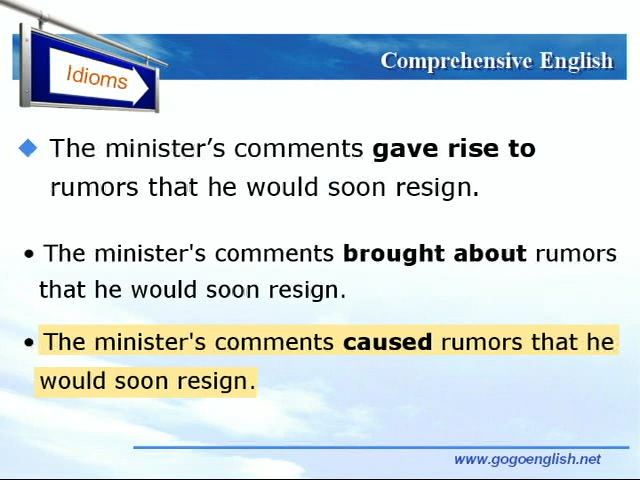 Idioms
Comprehensive English
The minister’s comments gave rise to
rumors that he would soon resign.
• The minister's comments brought about rumors
that he would soon resign.
• The minister's comments caused rumors that he
would soon resign.
www.gogoenglish.net